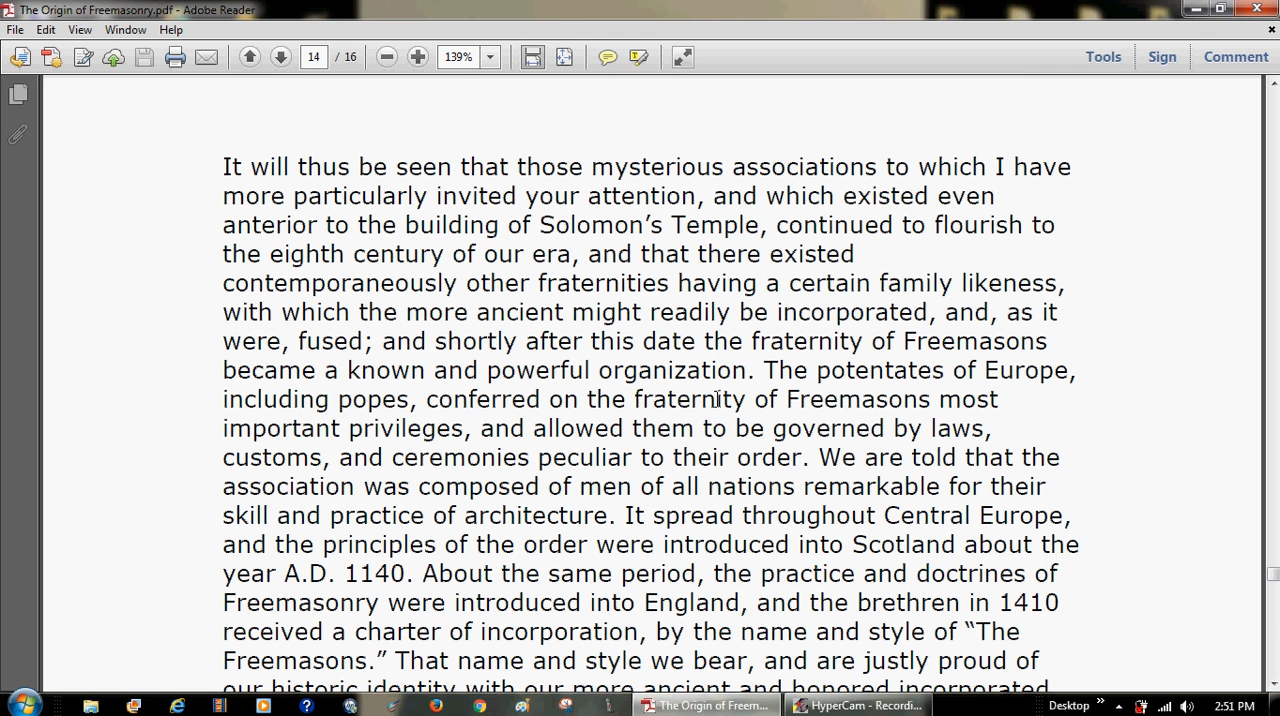 The Origin of Freemasonry.pdf - Adobe Reader
File Edit View Window Help
14 / 16 139% Tools Sign Comment
It will thus be seen that those mysterious associations to which I have
more particularly invited your attention, and which existed even
anterior to the building of Solomon’s Temple, continued to flourish to
the eighth century of our era, and that there existed
contemporaneously other fraternities having a certain family likeness,
with which the more ancient might readily be incorporated, and, as it
were, fused; and shortly after this date the fraternity of Freemasons
became a known and powerful organization. The potentates of Europe,
including popes, conferred on the fraternity of Freemasons most
important privileges, and allowed them to be governed by laws,
customs, and ceremonies peculiar to their order. We are told that the
association was composed of men of all nations remarkable for their
skill and practice of architecture. It spread throughout Central Europe,
and the principles of the order were introduced into Scotland about the
year A.D. 1140. About the same period, the practice and doctrines of
Freemasonry were introduced into England, and the brethren in 1410
received a charter of incorporation, by the name and style of “The
Freemasons.” That name and style we bear, and are justly proud of
our historic identity with our more ancient and honored incorporated
The Origin of Freem... HyperCam - Recordi... Desktop 2:51 PM